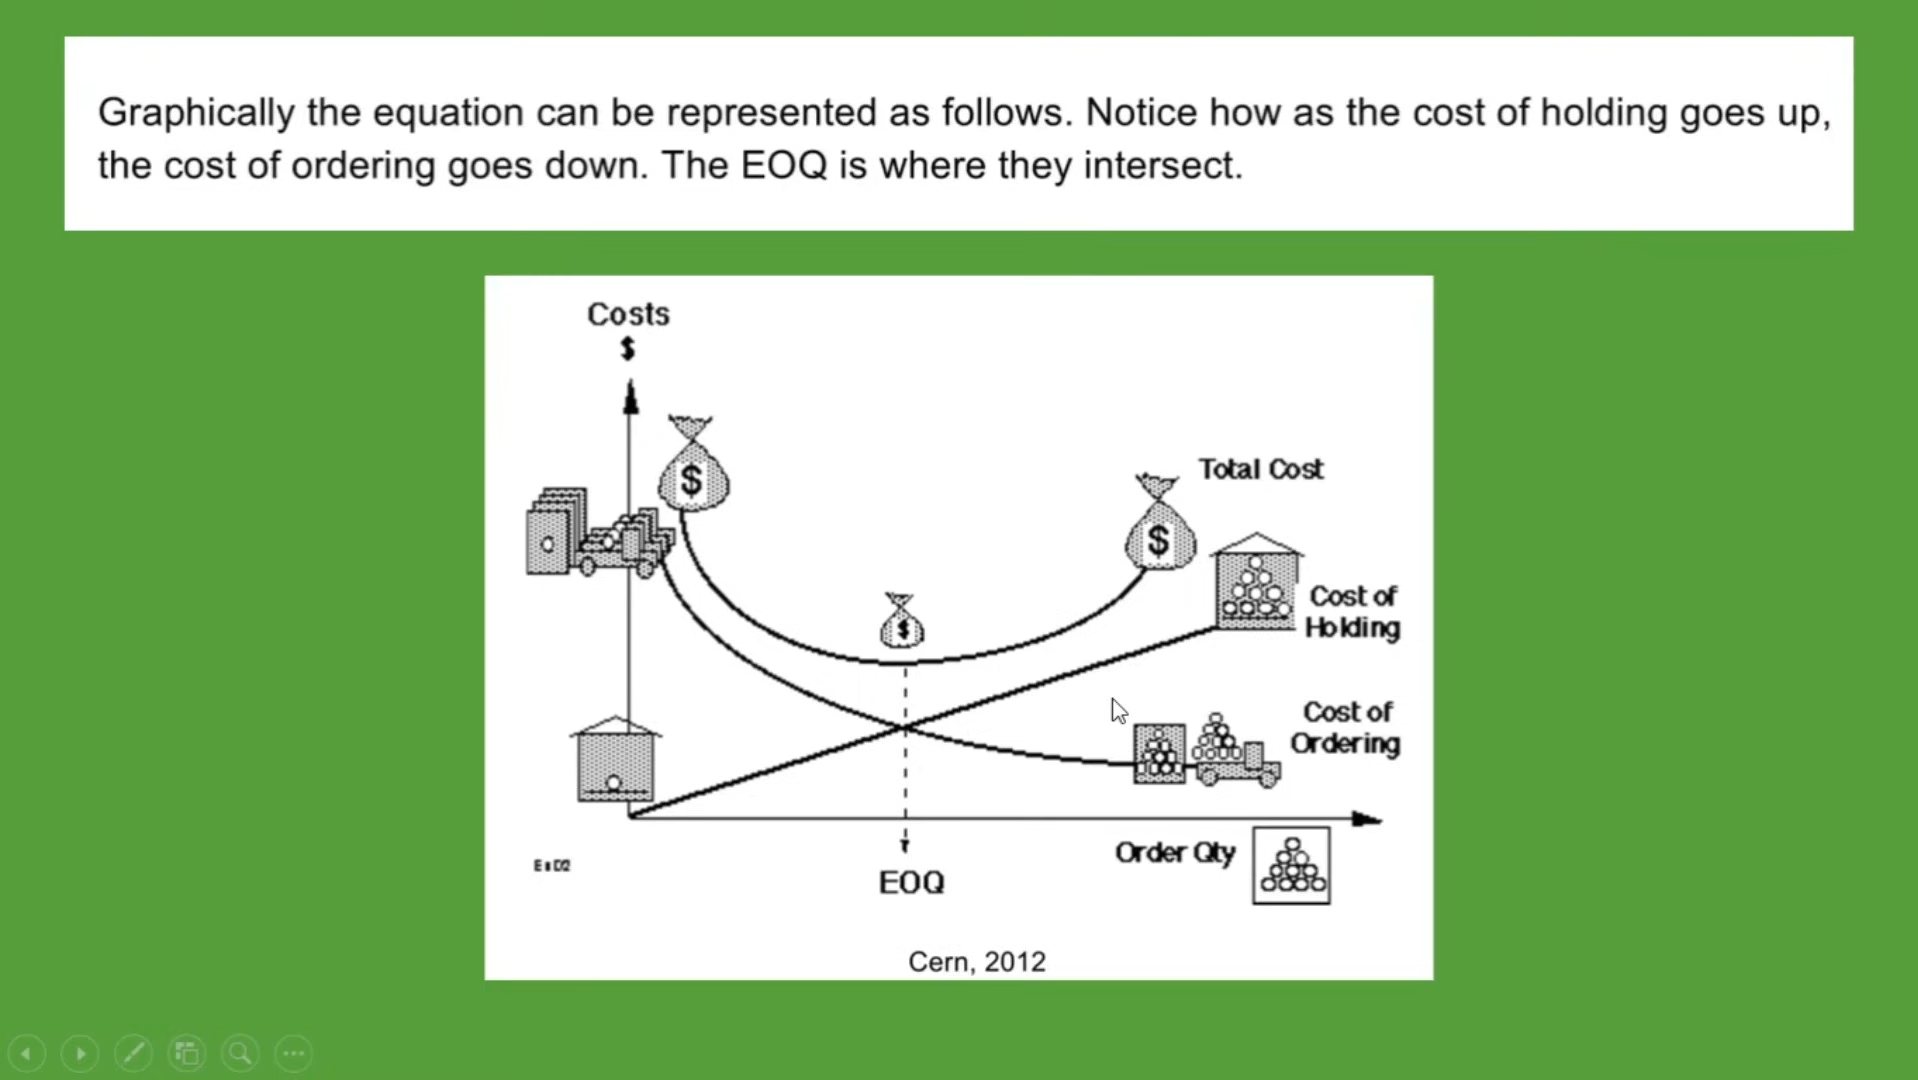 Graphically the equation can be represented as follows. Notice how as the cost of holding goes up,
the cost of ordering goes down. The EOQ is where they intersect.
Costs
$
$
Total Cost
$
$
Cost of
Holding
Cost of
Ordering
Order Qty
EOQ
Cern, 2012